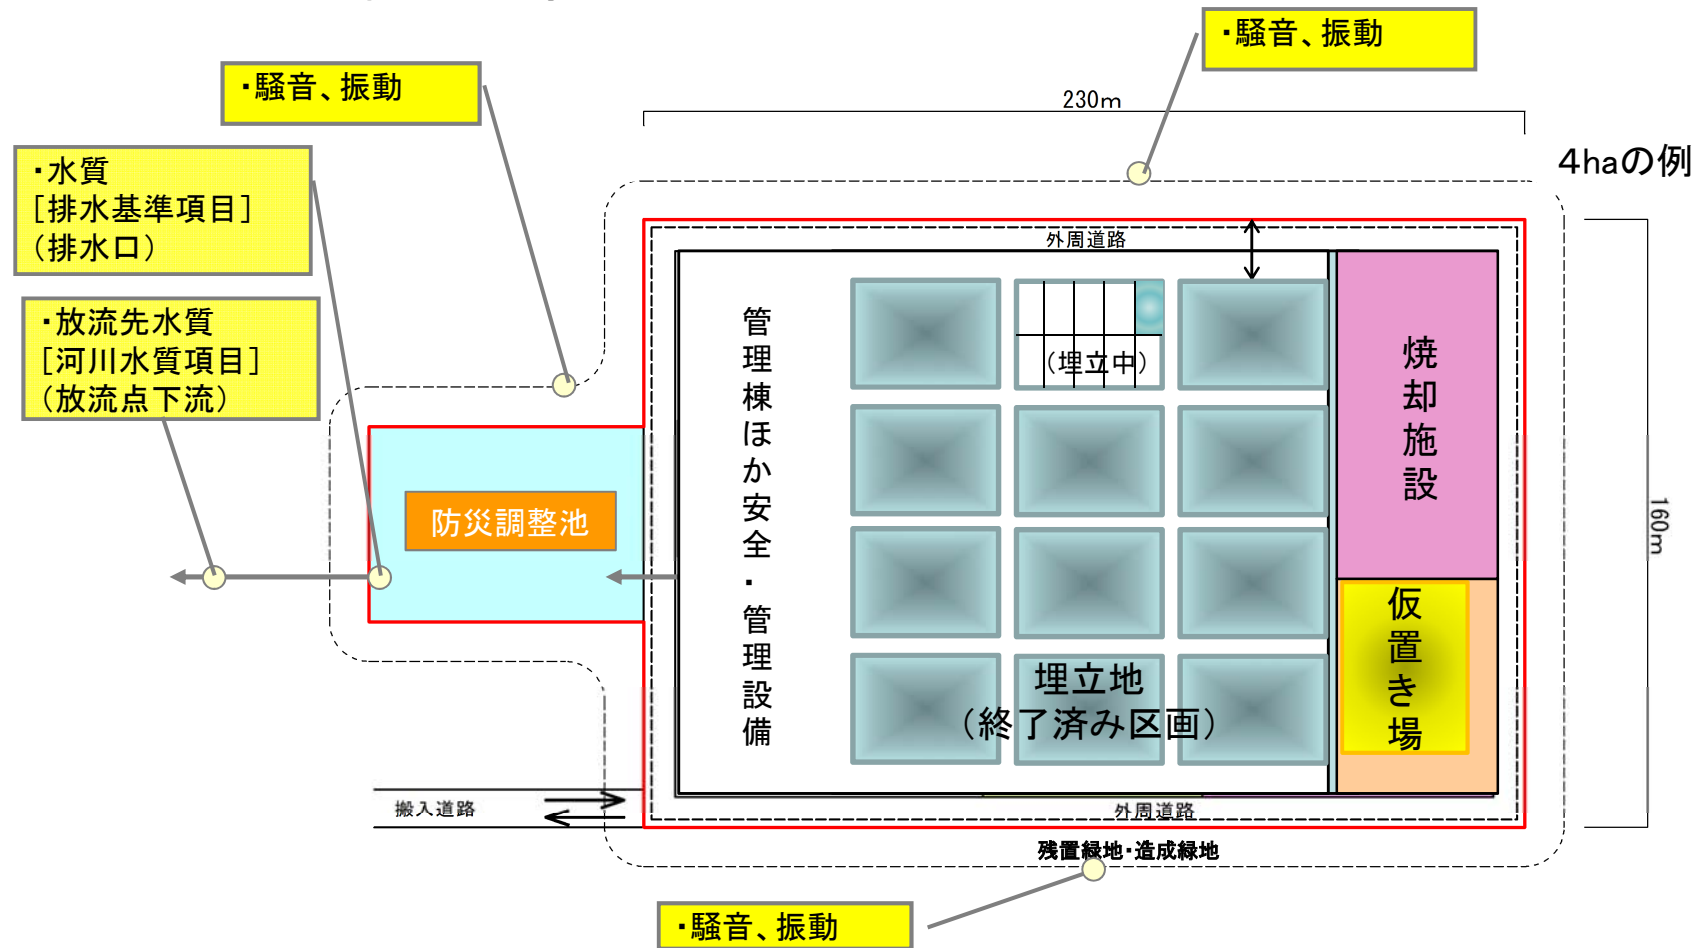 ・騒音、振動
・騒音、振動
230m
4haの例
・水質
[排水基準項目]
(排水口)
・放流先水質
[河川水質項目]
(放流点下流)
外周道路
管理棟ほか安全・管理設備
(埋立中)
焼却施設
160m
防災調整池
仮置き場
埋立地
(終了済み区画)
搬入道路
外周道路
残置緑地・造成緑地
・騒音、振動